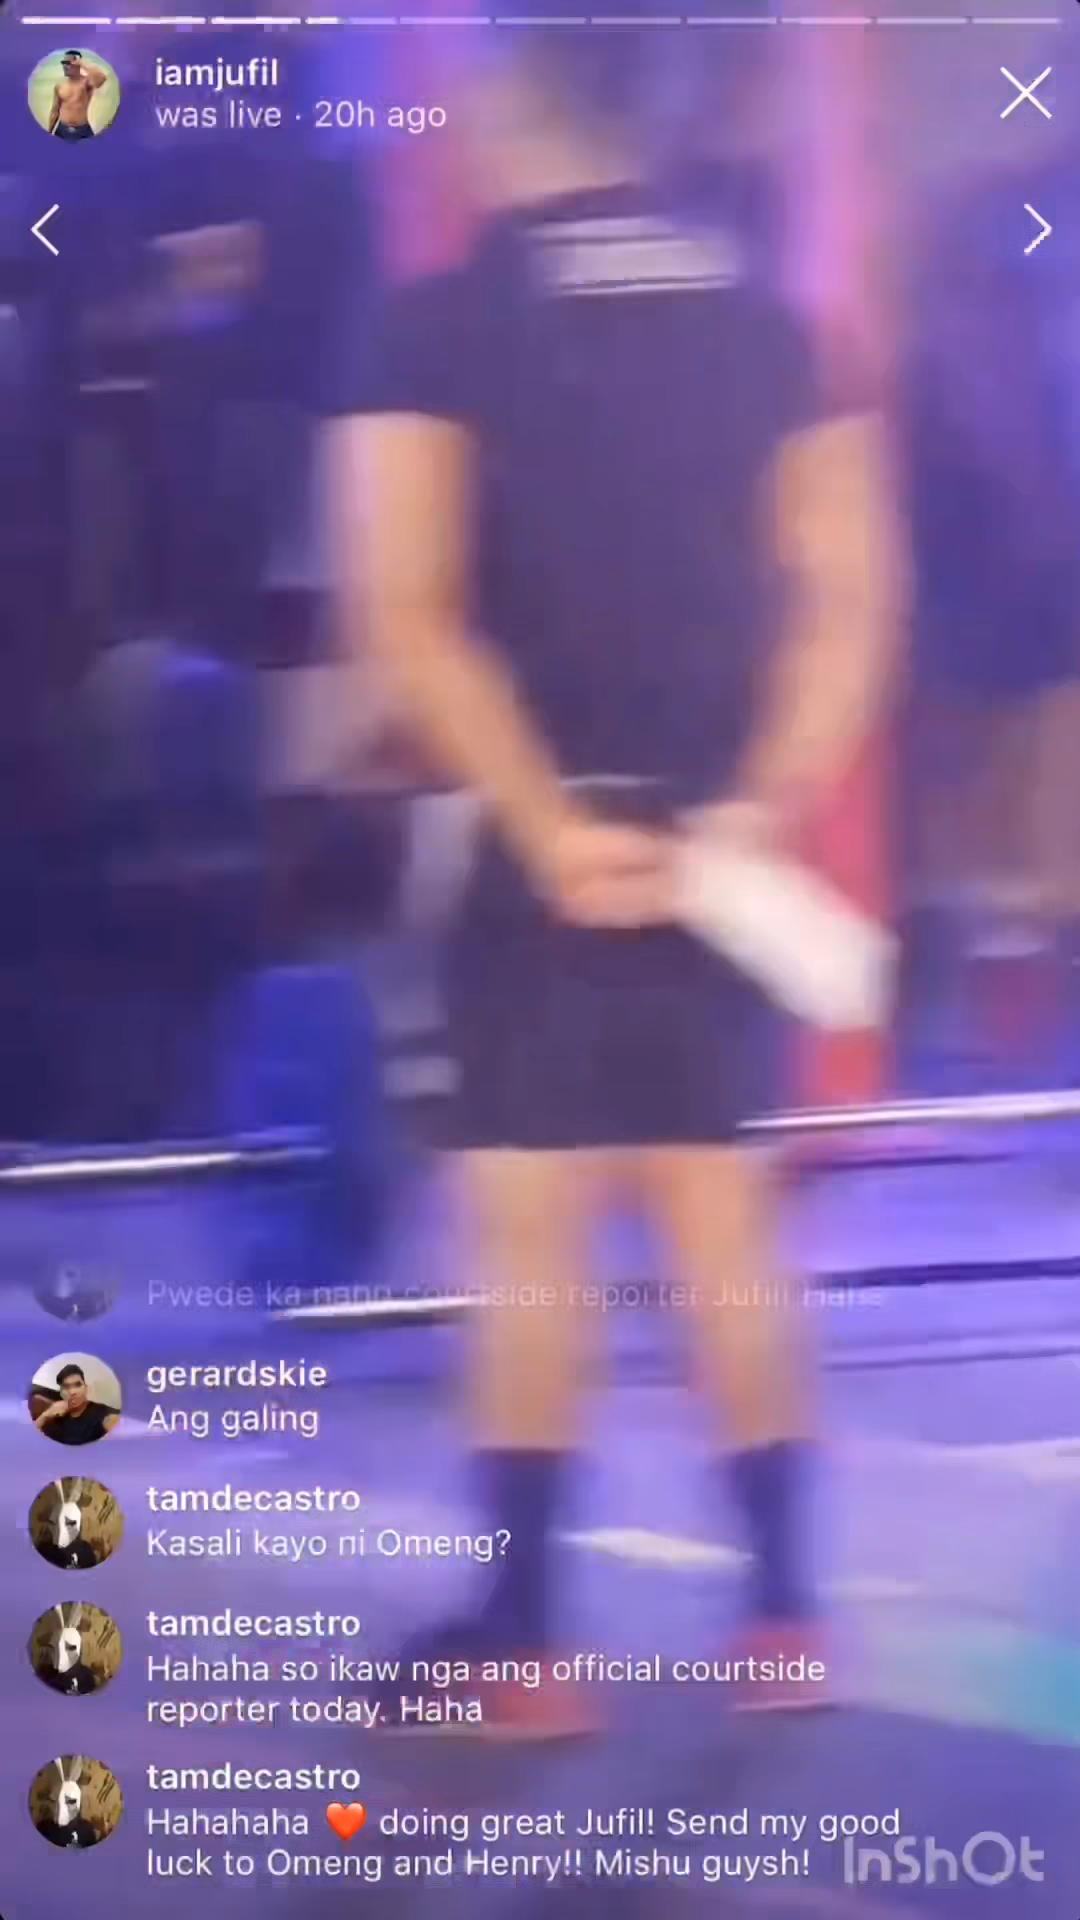 iamjufil
was live · 20h ago
Pwede ka nang courtside reporter Jufil! Haha
gerardskie
Ang galing
tamdecastro
Kasali kayo ni Omeng?
tamdecastro
Hahaha so ikaw nga ang official courtside
reporter today. Haha
tamdecastro
Hahahaha ❤️ doing great Jufil! Send my good
luck to Omeng and Henry!! Mishu guysh!
InShOt